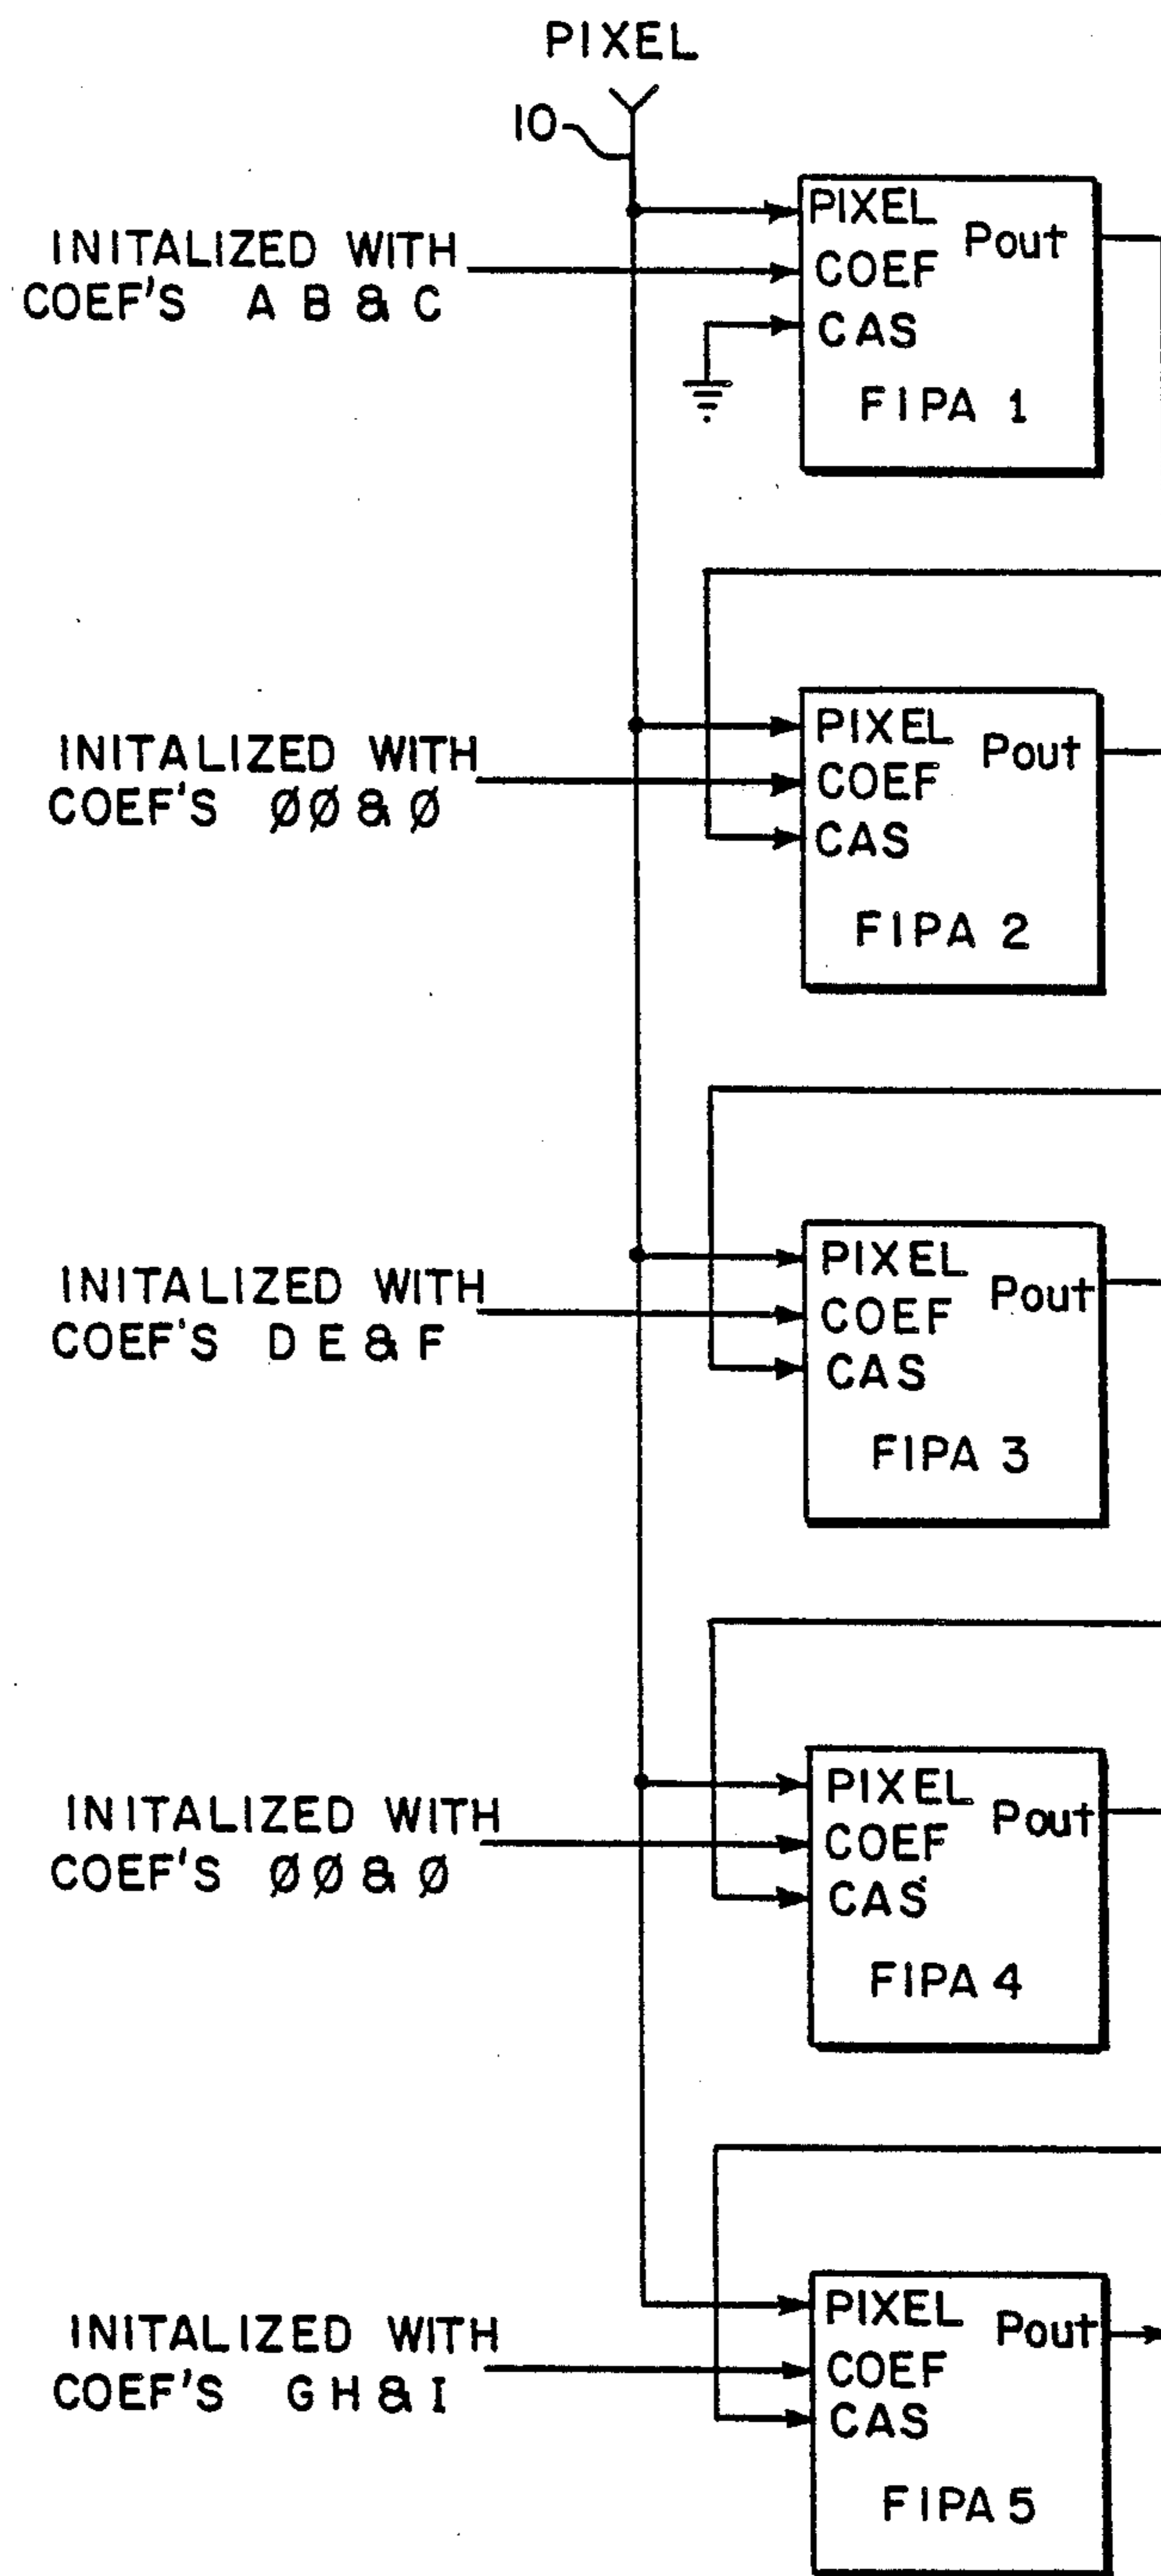 PIXEL
10
INITALIZED WITH
COEF'S A B & C
PIXEL
COEF
CAS
Pout
FIPA 1
INITALIZED WITH
COEF'S ØØ & Ø
PIXEL
COEF
CAS
Pout
FIPA 2
INITALIZED WITH
COEF'S D E & F
PIXEL
COEF
CAS
Pout
FIPA 3
INITALIZED WITH
COEF'S ØØ & Ø
PIXEL
COEF
CAS
Pout
FIPA 4
INITALIZED WITH
COEF'S G H & I
PIXEL
COEF
CAS
Pout
FIPA 5